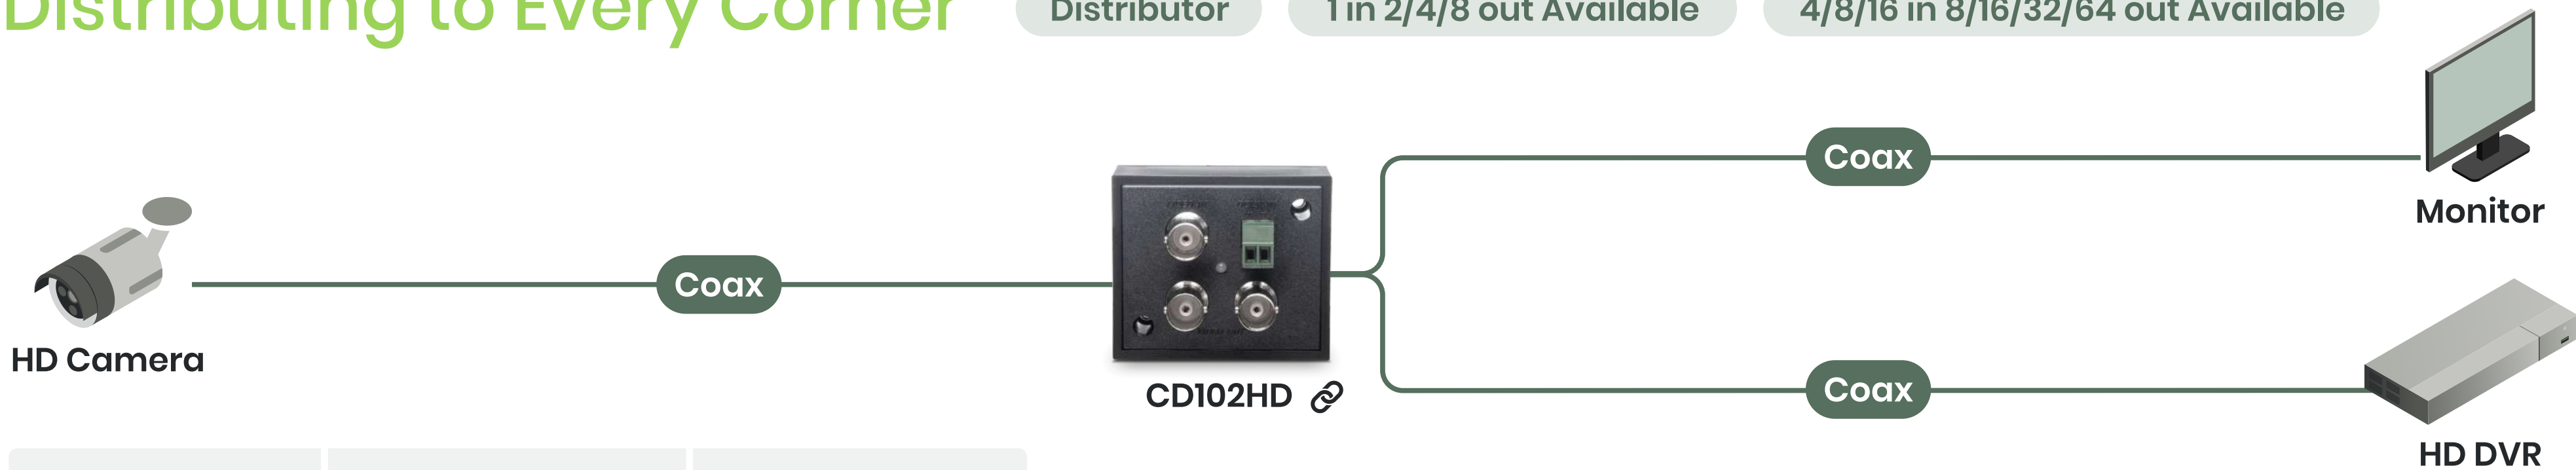 Distributing to Every Corner
Distributor
1 in 2/4/8 out Available
4/8/16 in 8/16/32/64 out Available
Coax
Monitor
Coax
HD Camera
CD102HD
Coax
HD DVR